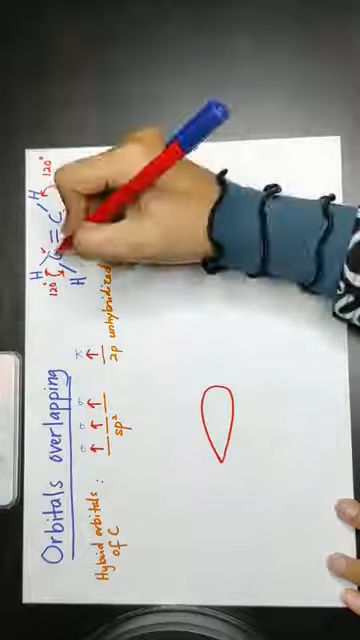 Orbitals overlapping
Hybrid orbitals :
of C
σ σ σ π
↑ ↑ ↑ ↑
sp² 2p unhybridized
H H
C = C
H
120° 120°